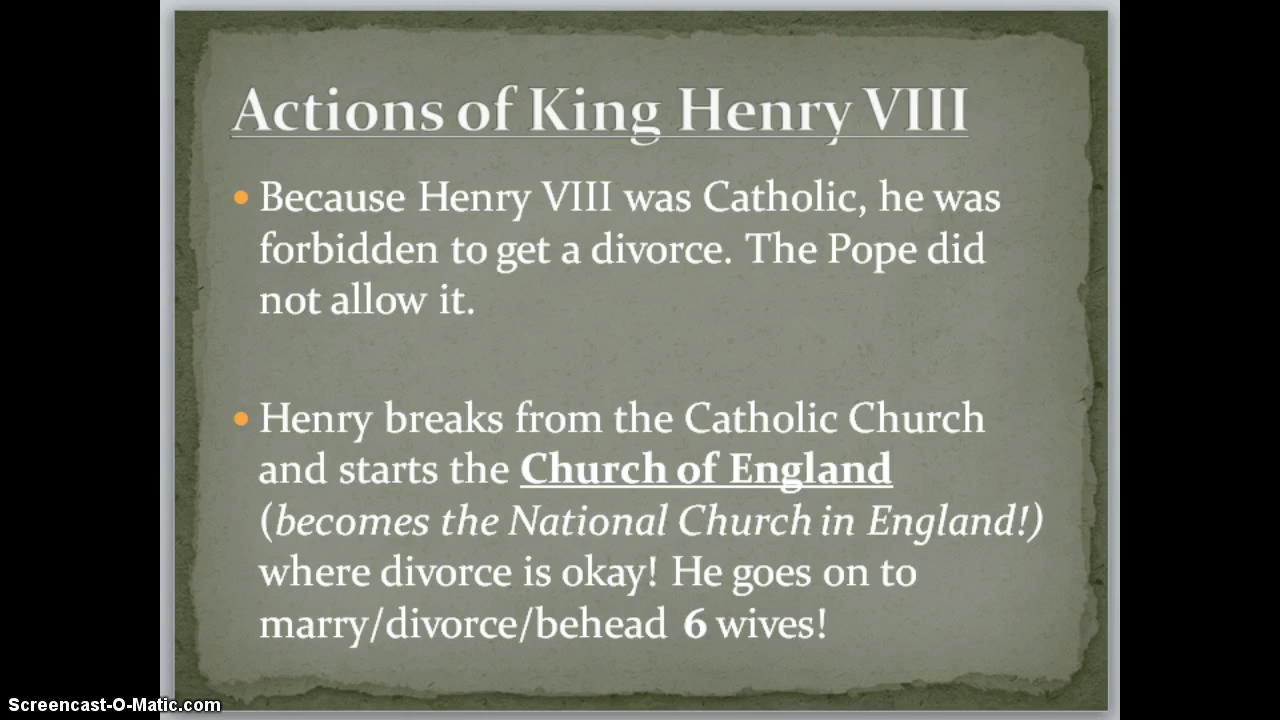 Actions of King Henry VIII
• Because Henry VIII was Catholic, he was
forbidden to get a divorce. The Pope did
not allow it.
• Henry breaks from the Catholic Church
and starts the Church of England
(becomes the National Church in England!)
where divorce is okay! He goes on to
marry/divorce/behead 6 wives!
Screencast-O-Matic.com